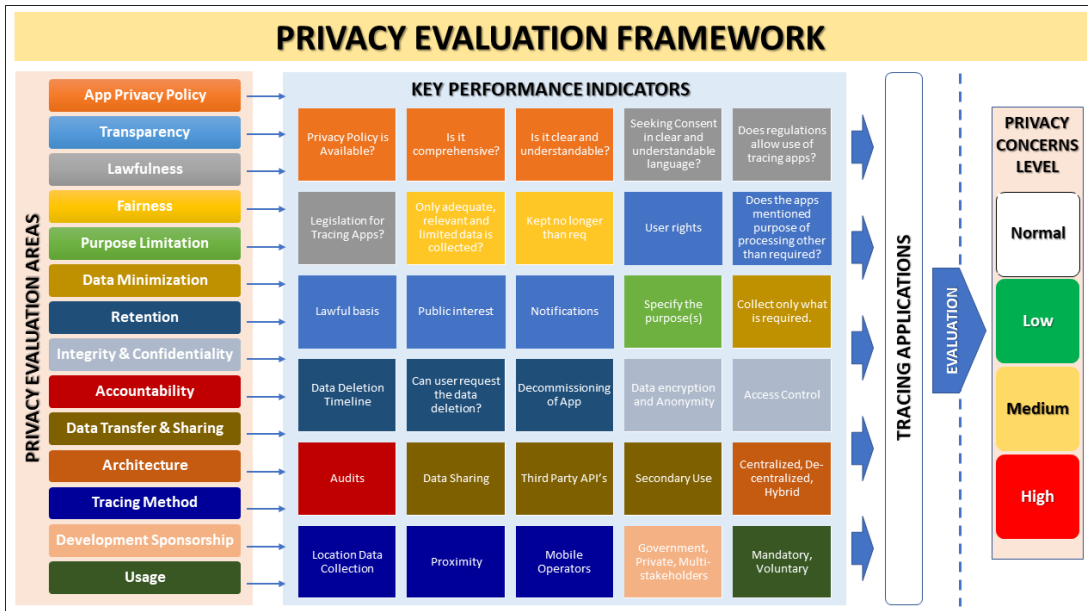 PRIVACY EVALUATION FRAMEWORK
PRIVACY EVALUATION AREAS
App Privacy Policy
Transparency
Lawfulness
Fairness
Purpose Limitation
Data Minimization
Retention
Integrity & Confidentiality
Accountability
Data Transfer & Sharing
Architecture
Tracing Method
Development Sponsorship
Usage
KEY PERFORMANCE INDICATORS
Privacy Policy is
Available?
Is it
comprehensive?
Is it clear and
understandable?
Seeking Consent
in clear and
understandable
language?
Does regulations
allow use of
tracing apps?
Legislation for
Tracing Apps?
Only adequate,
relevant and
limited data is
collected?
Kept no longer
than req
User rights
Does the apps
mentioned
purpose of
processing other
than required?
Lawful basis
Public interest
Notifications
Specify the
purpose(s)
Collect only what
is required.
Data Deletion
Timeline
Can user request
the data
deletion?
Decommissioning
of App
Data encryption
and Anonymity
Access Control
Audits
Data Sharing
Third Party API's
Secondary Use
Centralized, De-
centralized,
Hybrid
Location Data
Collection
Proximity
Mobile
Operators
Government,
Private, Multi-
stakeholders
Mandatory,
Voluntary
TRACING APPLICATIONS
EVALUATION
PRIVACY
CONCERNS
LEVEL
Normal
Low
Medium
High